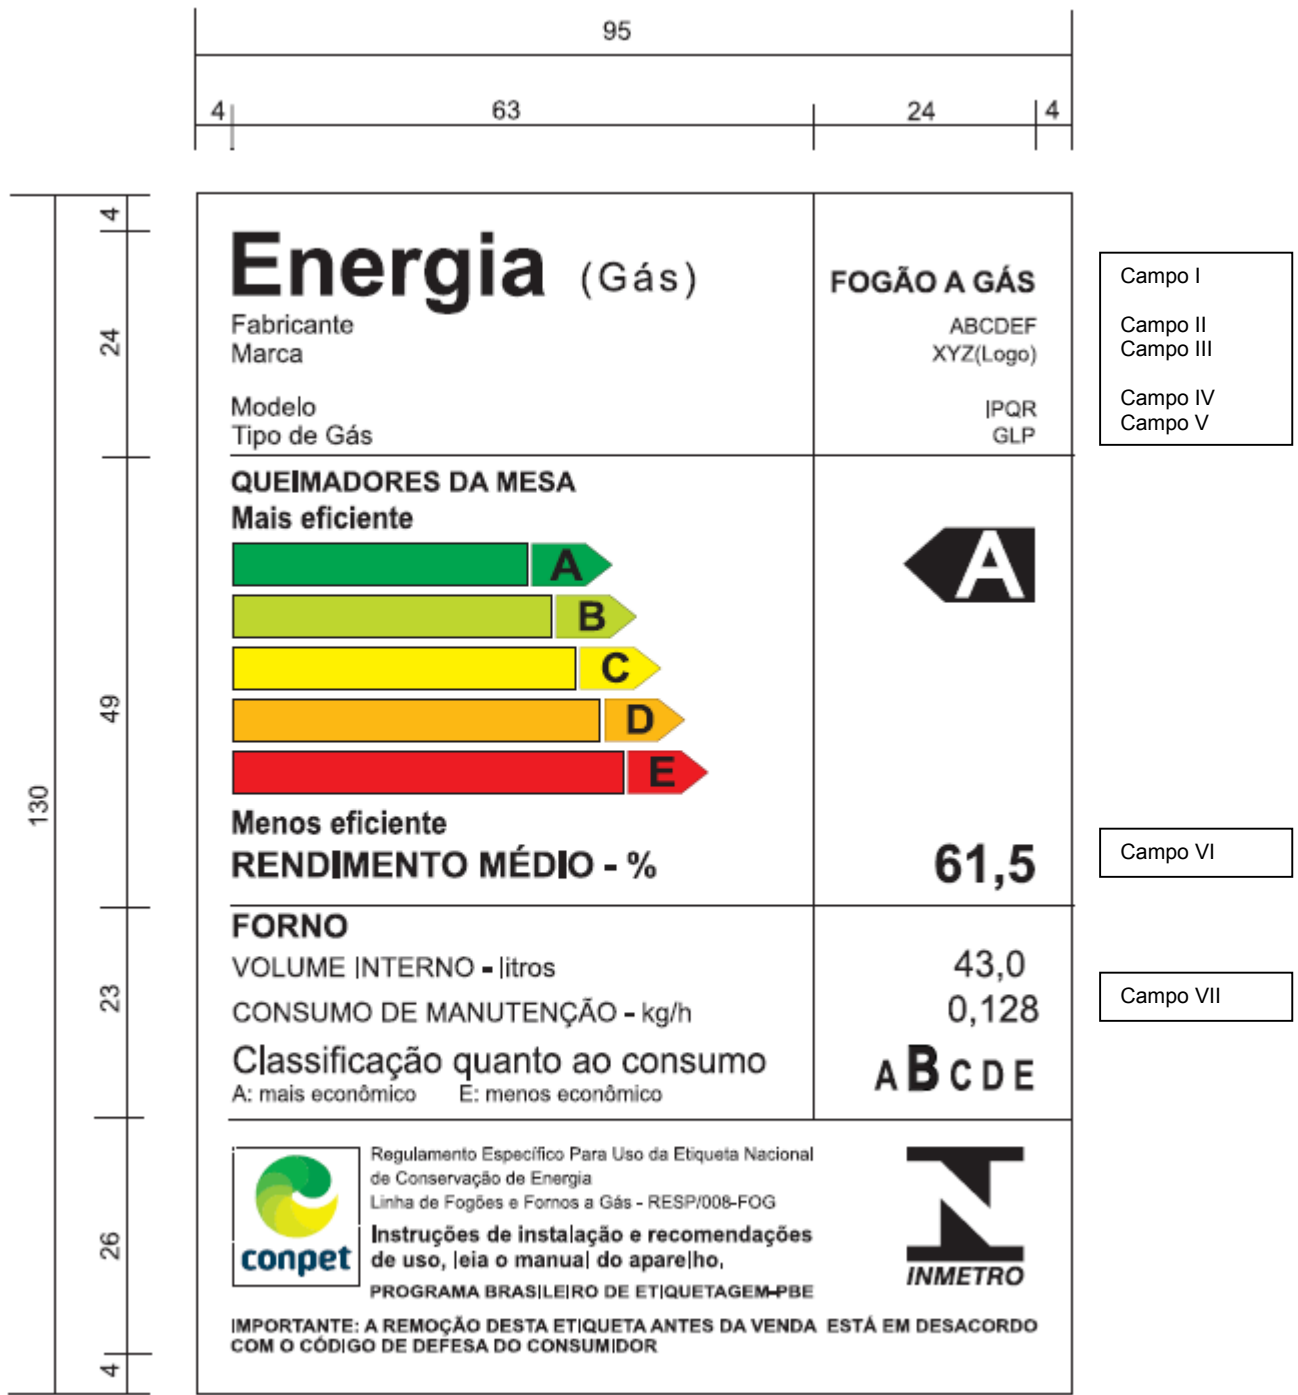 95
4 63 24 4
4
Energia (Gás) FOGÃO A GÁS Campo I
Fabricante ABCDEF Campo II
Marca XYZ(Logo) Campo III
24
Modelo IPQR Campo IV
Tipo de Gás GLP Campo V
QUEIMADORES DA MESA
Mais eficiente
A A
B
C
D
49
E
130
Menos eficiente
RENDIMENTO MÉDIO - % 61,5 Campo VI
FORNO
VOLUME INTERNO - litros 43,0
23
CONSUMO DE MANUTENÇÃO - kg/h 0,128 Campo VII
Classificação quanto ao consumo A B C D E
A: mais econômico E: menos econômico
Regulamento Específico Para Uso da Etiqueta Nacional
de Conservação de Energia
Linha de Fogões e Fornos a Gás - RESP/008-FOG
Instruções de instalação e recomendações
de uso, leia o manual do aparelho,
26
conpet
INMETRO
PROGRAMA BRASILEIRO DE ETIQUETAGEM-PBE
IMPORTANTE: A REMOÇÃO DESTA ETIQUETA ANTES DA VENDA ESTÁ EM DESACORDO
COM O CÓDIGO DE DEFESA DO CONSUMIDOR
4